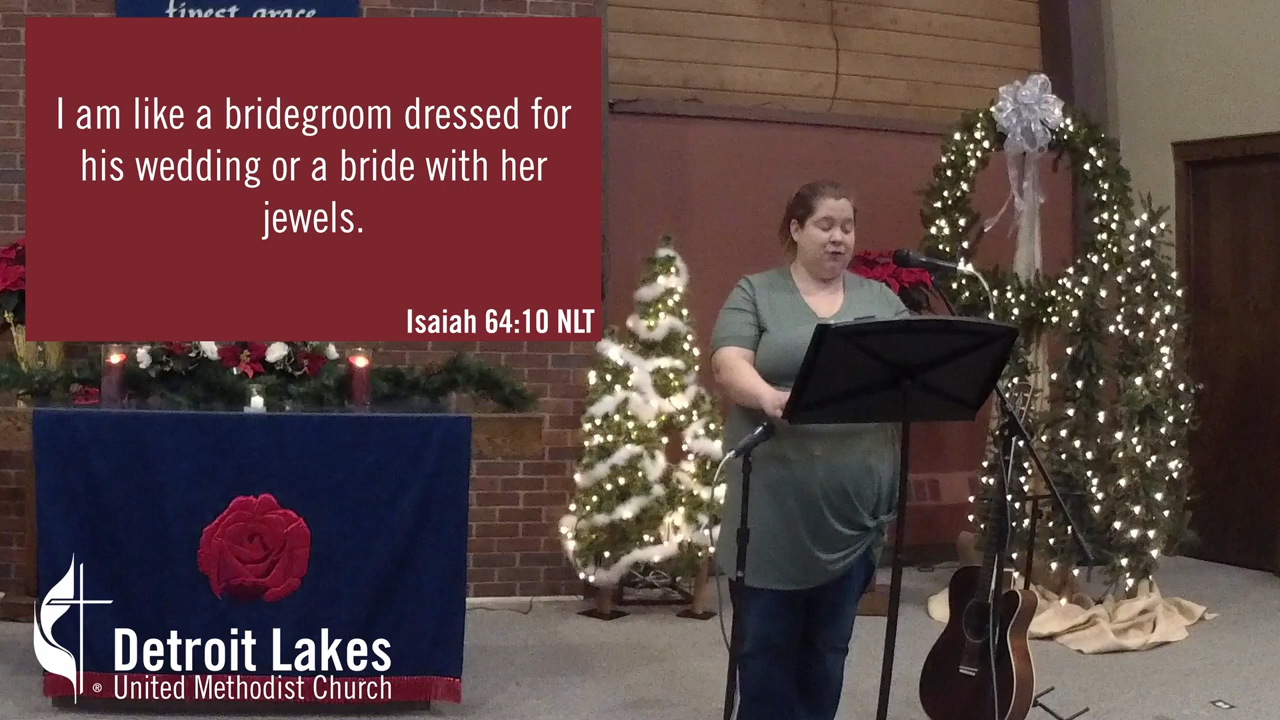 finest grace
I am like a bridegroom dressed for
his wedding or a bride with her
jewels.
Isaiah 64:10 NLT
Detroit Lakes
® United Methodist Church